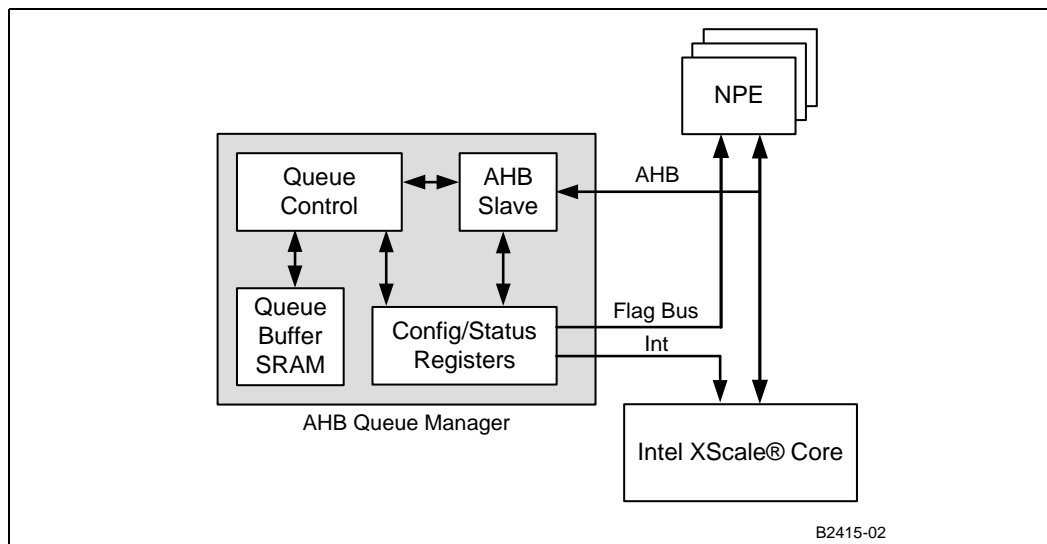 NPE
Queue
Control
AHB
Slave
AHB
Queue
Buffer
SRAM
Config/Status
Registers
Flag Bus
Int
AHB Queue Manager
Intel XScale® Core
B2415-02